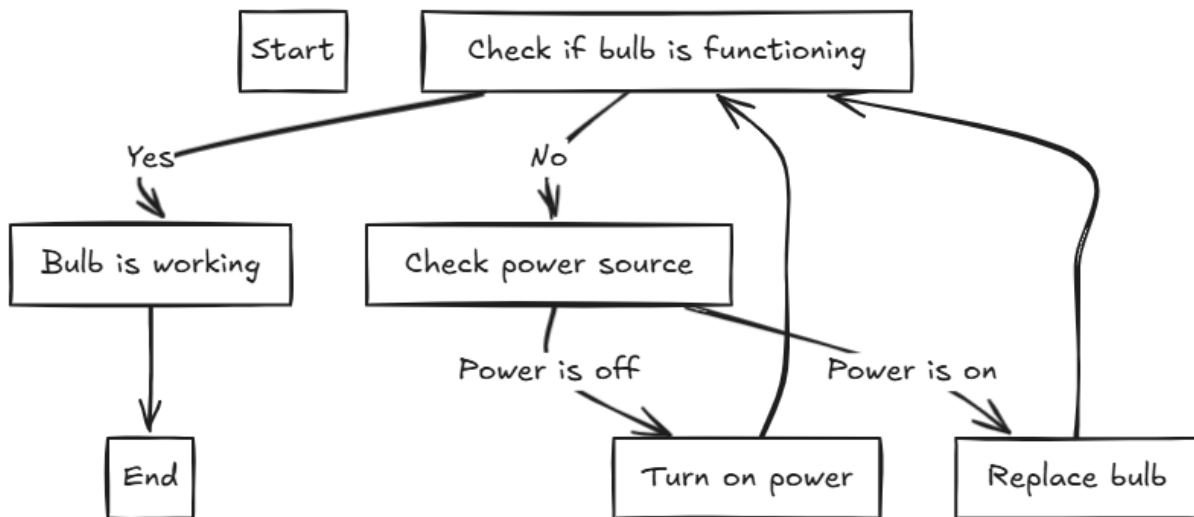 Start
Check if bulb is functioning
Yes
No
Bulb is working
Check power source
Power is off
Power is on
End
Turn on power
Replace bulb